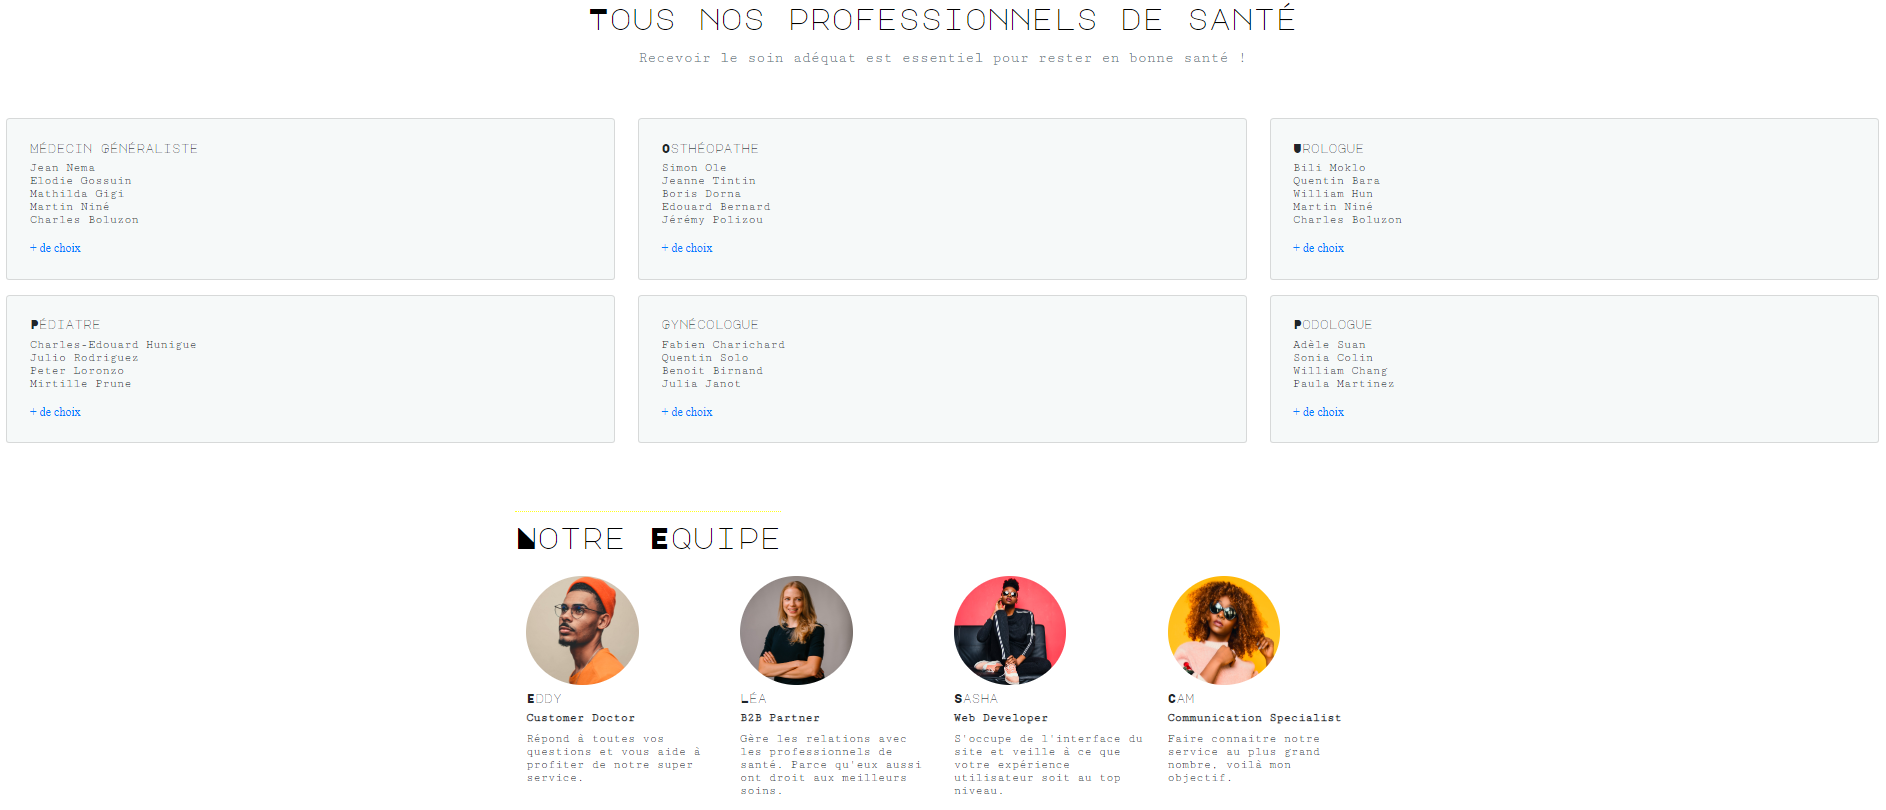 Tous nos professionnels de santé
Recevoir le soin adéquat est essentiel pour rester en bonne santé !
Médecin Généraliste
Jean Nema
Elodie Gossuin
Mathilda Gigi
Martin Niné
Charles Boluzon
+ de choix
Osthéopathe
Simon Ole
Jeanne Tintin
Boris Dorna
Edouard Bernard
Jérémy Polizou
+ de choix
Urologue
Bili Moklo
Quentin Bara
William Hun
Martin Niné
Charles Boluzon
+ de choix
Pédiatre
Charles-Edouard Hunigue
Julio Rodriguez
Peter Loronzo
Mirtille Prune
+ de choix
Gynécologue
Fabien Charichard
Quentin Solo
Benoit Birnand
Julia Janot
+ de choix
Podologue
Adèle Suan
Sonia Colin
William Chang
Paula Martinez
+ de choix
Notre Equipe
Eddy
Customer Doctor
Répond à toutes vos
questions et vous aide à
profiter de notre super
service.
Léa
B2B Partner
Gère les relations avec
les professionnels de
santé. Parce qu'eux aussi
ont droit aux meilleurs
soins.
Sasha
Web Developer
S'occupe de l'interface du
site et veille à ce que
votre expérience
utilisateur soit au top
niveau.
Cam
Communication Specialist
Faire connaitre notre
service au plus grand
nombre, voilà mon
objectif.